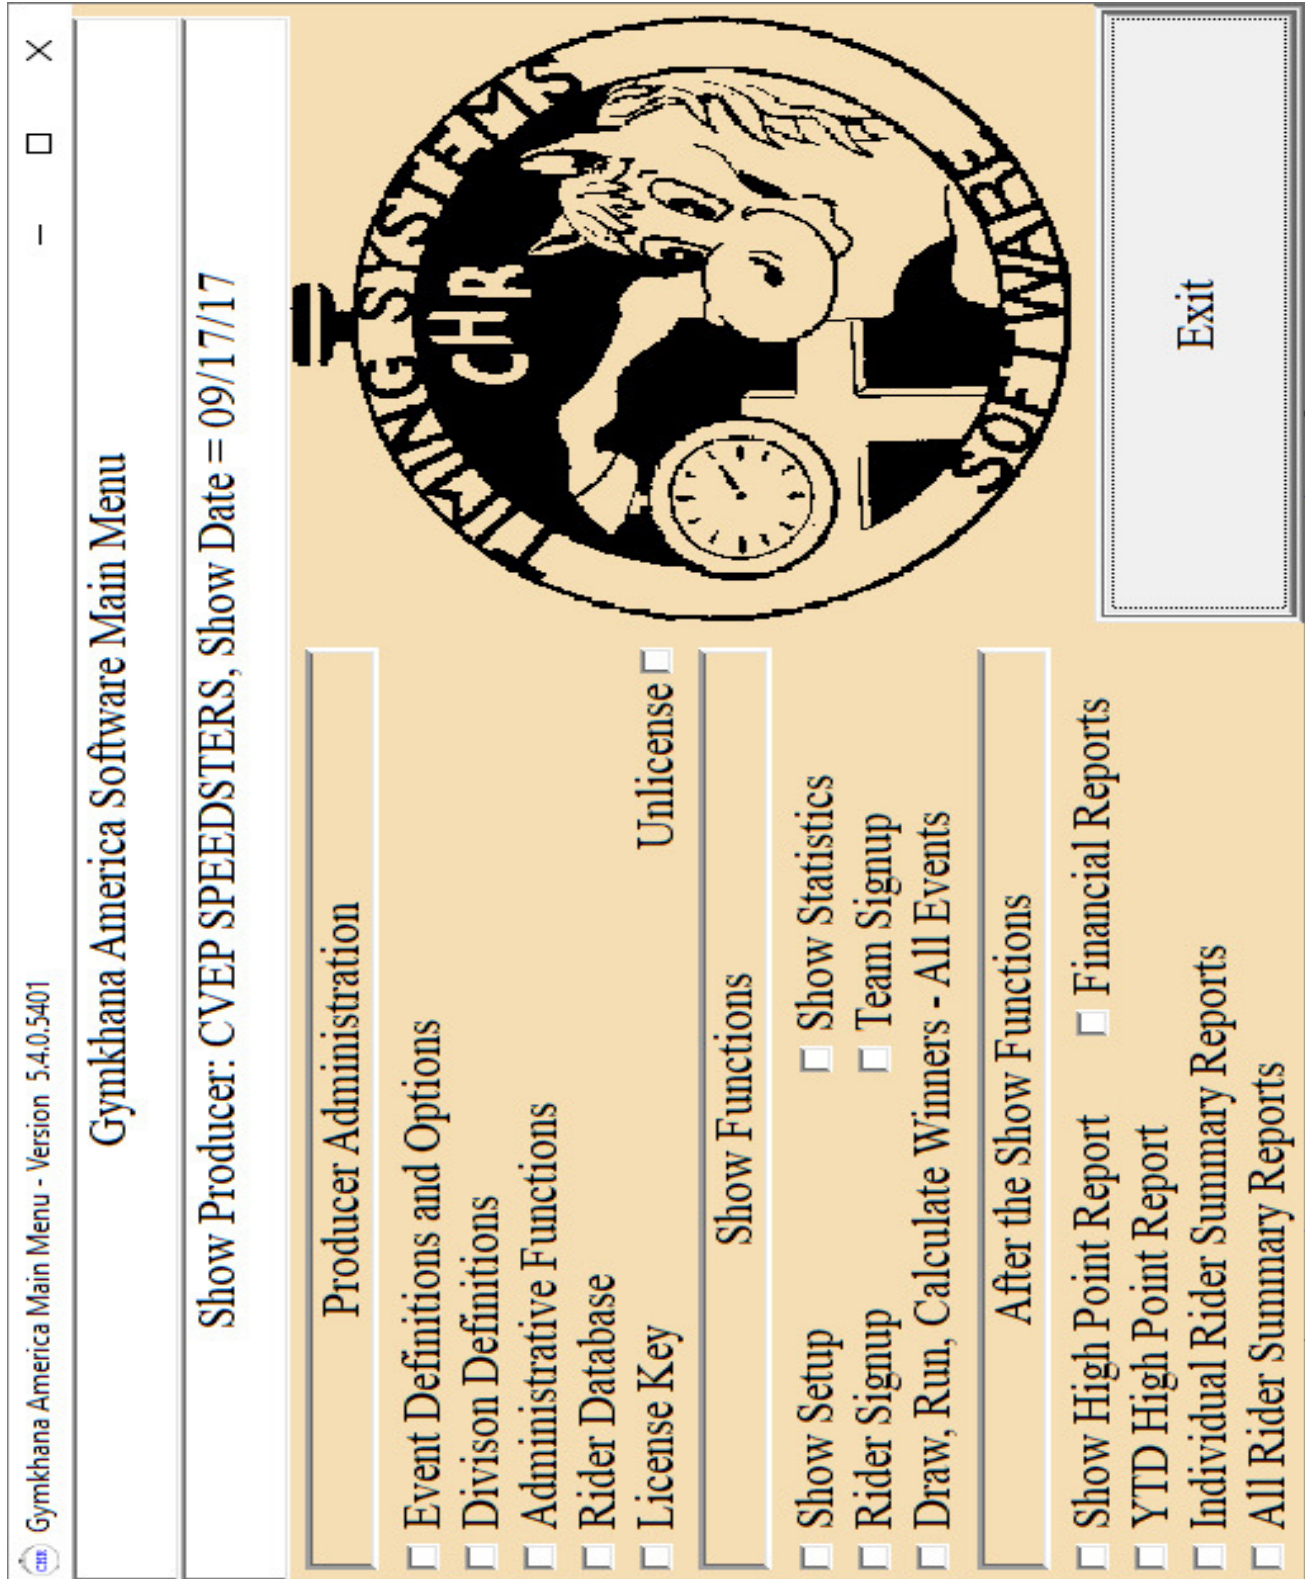 CHR Gymkhana America Main Menu - Version 5.4.0.5401
Gymkhana America Software Main Menu
Show Producer: CVEP SPEEDSTERS, Show Date = 09/17/17
Producer Administration
Event Definitions and Options
Divison Definitions
Administrative Functions
Rider Database
License Key
Unlicense
Show Functions
Show Setup
Show Statistics
Rider Signup
Team Signup
Draw, Run, Calculate Winners - All Events
After the Show Functions
Show High Point Report
Financial Reports
YTD High Point Report
Individual Rider Summary Reports
All Rider Summary Reports
TIMING SYSTEMS
CHR
SOFTWARE
Exit